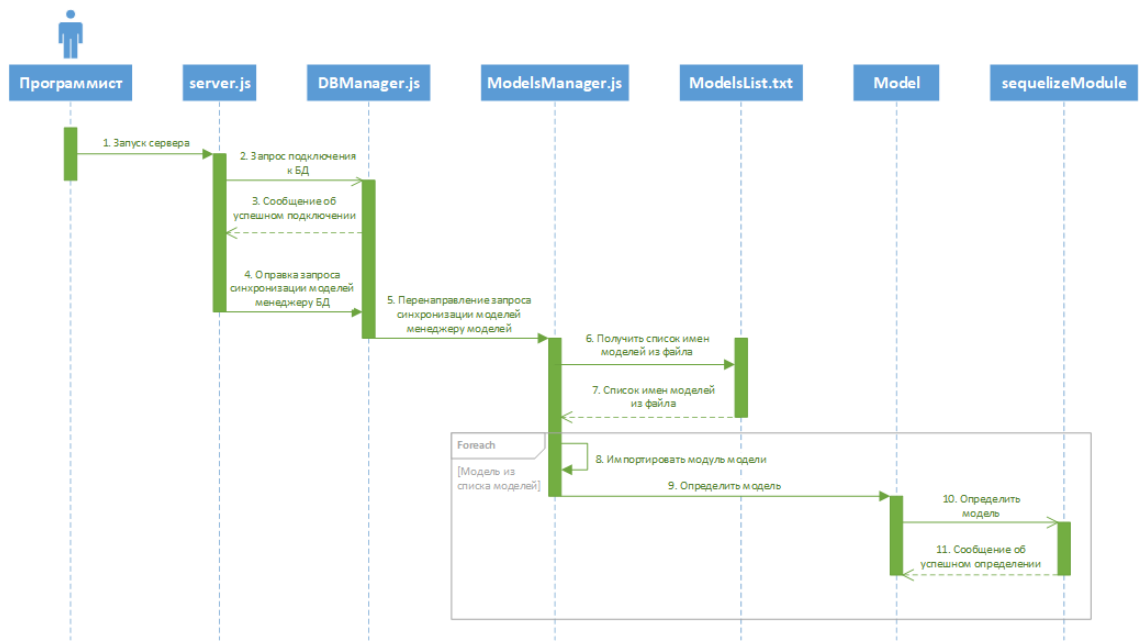 Программист
server.js
DBManager.js
ModelsManager.js
ModelsList.txt
Model
sequelizeModule
1. Запуск сервера
2. Запрос подключения
к БД
3. Сообщение об
успешном подключении
4. Оправка запроса
синхронизации моделей
менеджеру БД
5. Перенаправление запроса
синхронизации моделей
менеджеру моделей
6. Получить список имен
моделей из файла
7. Список имен моделей
из файла
Foreach
[Модель из
списка моделей]
8. Импортировать модуль модели
9. Определить модель
10. Определить
модель
11. Сообщение об
успешном определении